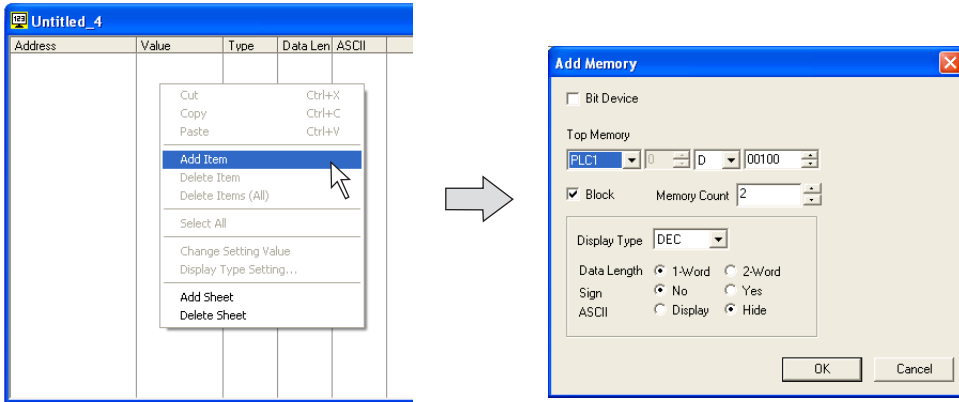 Untitled_4
Address Value Type Data Len ASCII
Cut Ctrl+X
Copy Ctrl+C
Paste Ctrl+V
Add Item
Delete Item
Delete Items (All)
Select All
Change Setting Value
Display Type Setting...
Add Sheet
Delete Sheet
Add Memory
Bit Device
Top Memory
PLC1 0 D 00100
Block Memory Count 2
Display Type DEC
Data Length 1-Word 2-Word
Sign No Yes
ASCII Display Hide
OK Cancel